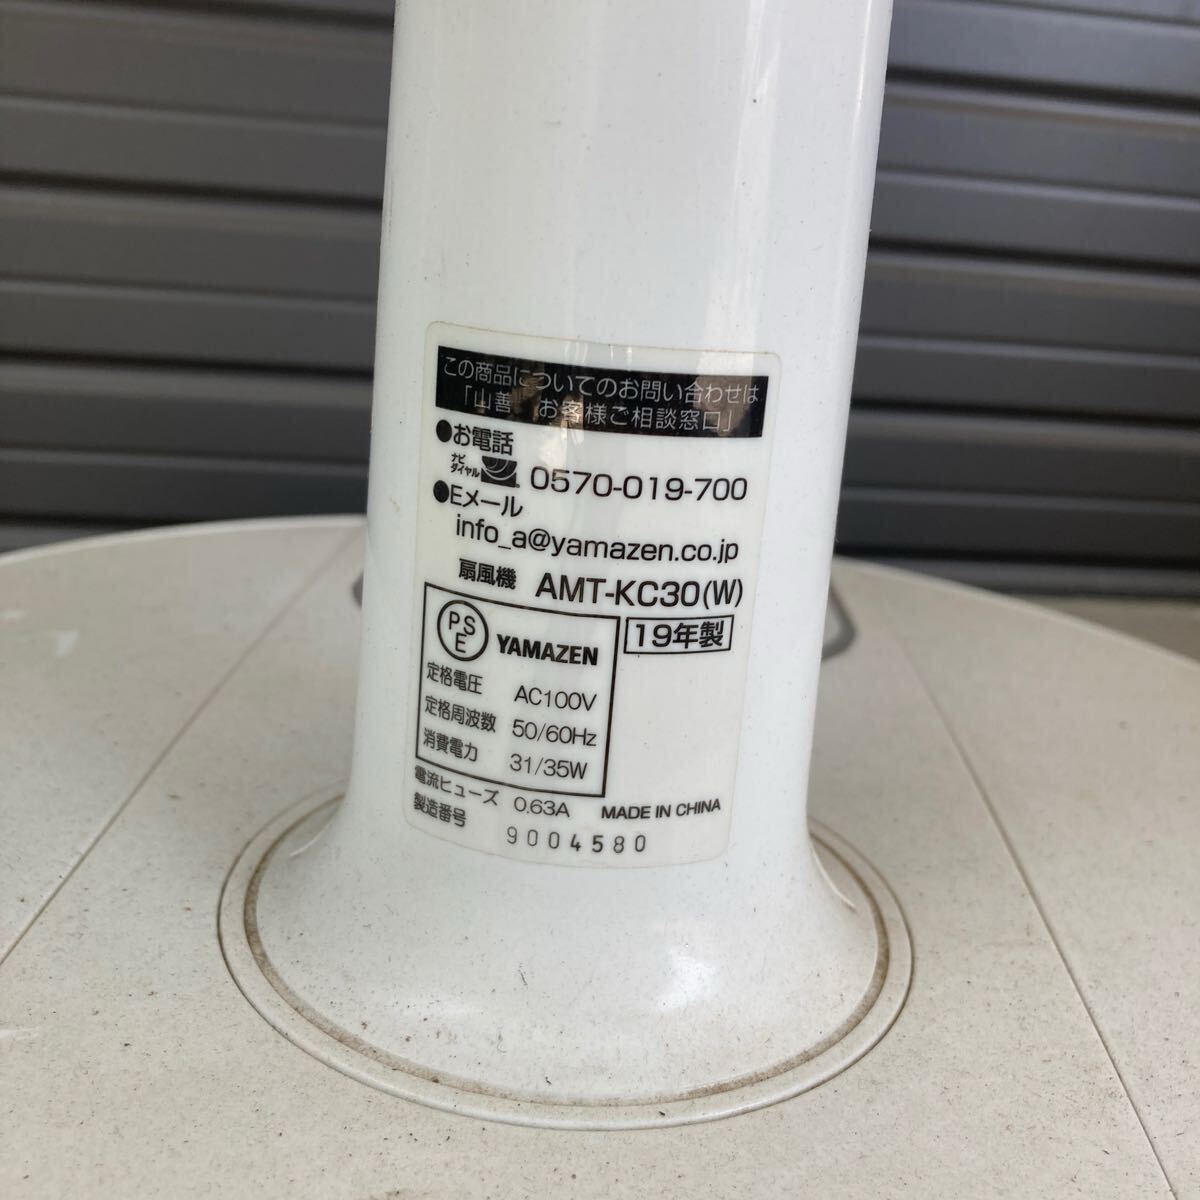 この商品についてのお問い合わせは
「山善 お客様ご相談窓口」
●お電話
ナビ
ダイヤル 0570-019-700
●Eメール
info_a@yamazen.co.jp
扇風機 AMT-KC30(W)
PSE YAMAZEN 19年製
定格電圧 AC100V
定格周波数 50/60Hz
消費電力 31/35W
電流ヒューズ 0.63A MADE IN CHINA
製造番号 9004580